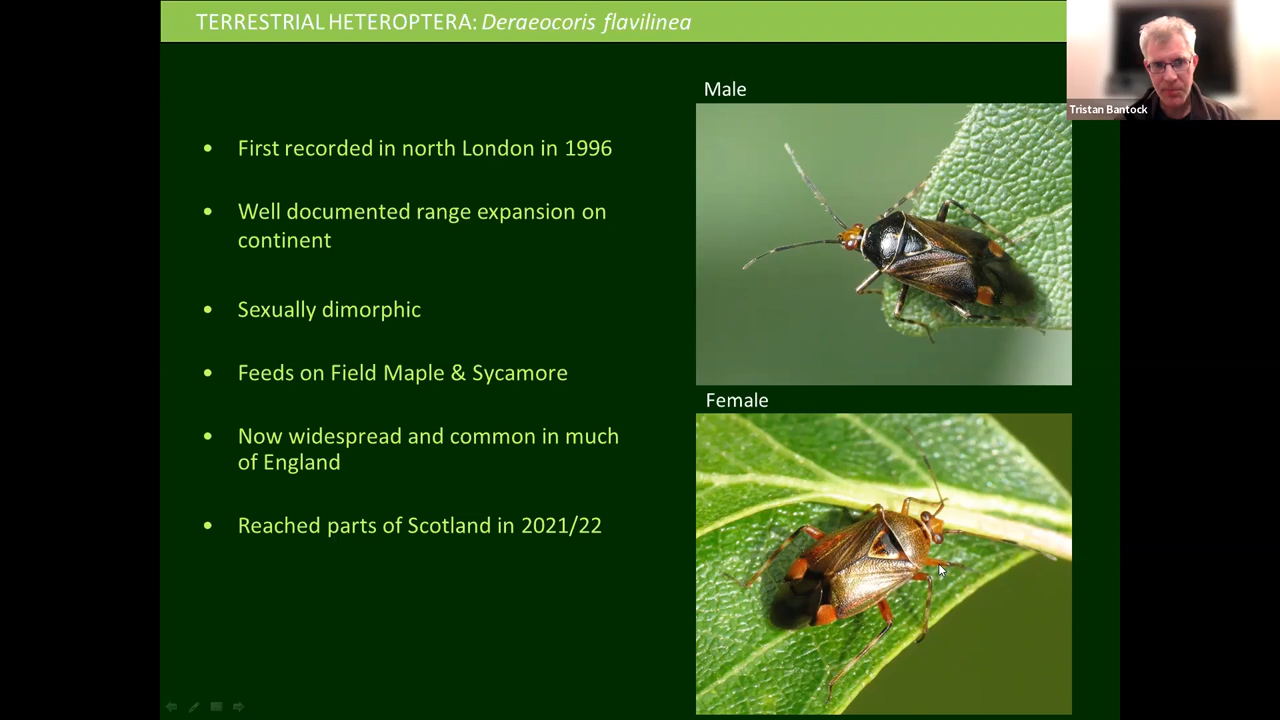 TERRESTRIAL HETEROPTERA: Deraeocoris flavilinea
Tristan Bantock
Male
• First recorded in north London in 1996
• Well documented range expansion on
continent
• Sexually dimorphic
• Feeds on Field Maple & Sycamore
Female
• Now widespread and common in much
of England
• Reached parts of Scotland in 2021/22